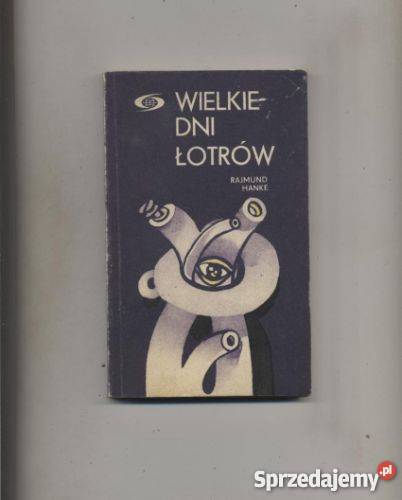 WIELKIE
DNI
ŁOTRÓW
RAJMUND
HANKE
Sprzedajemy.pl